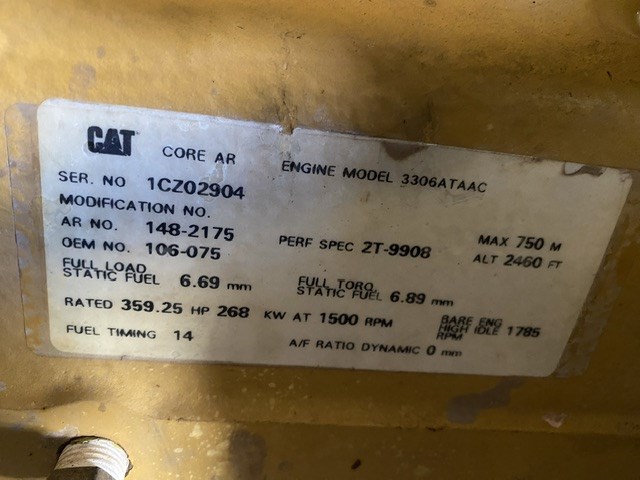 CAT CORE AR ENGINE MODEL 3306ATAAC
SER. NO 1CZ02904
MODIFICATION NO.
AR NO. 148-2175 PERF SPEC 2T-9908 MAX 750 M
OEM NO. 106-075 ALT 2460 FT
FULL LOAD FULL TORQ
STATIC FUEL 6.69 mm STATIC FUEL 6.89 mm
RATED 359.25 HP 268 KW AT 1500 RPM BARE ENG
HIGH IDLE 1785
RPM
FUEL TIMING 14 A/F RATIO DYNAMIC 0 mm